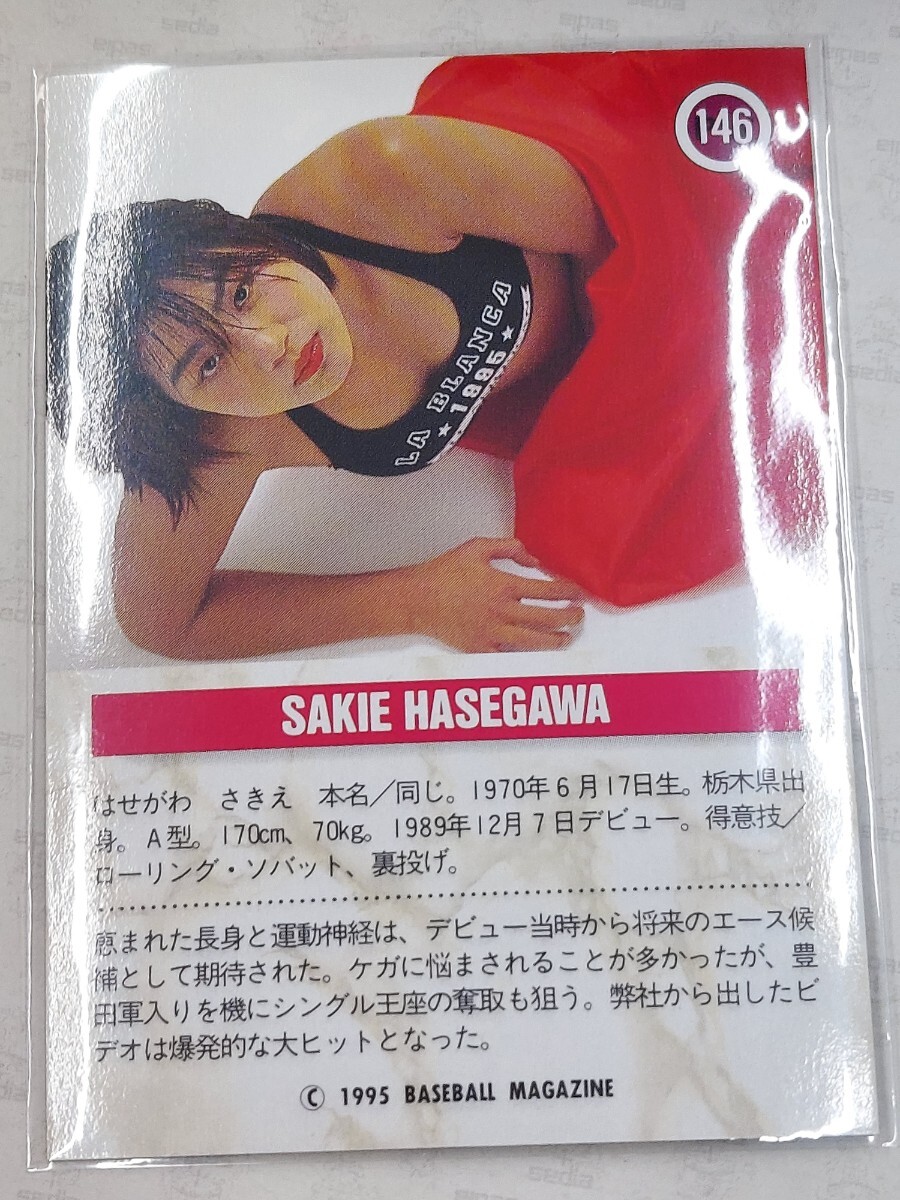 146
LA BLANCA
★1995★
SAKIE HASEGAWA
はせがわ　さきえ　本名／同じ。1970年6月17日生。栃木県出
身。A型。170cm、70kg。1989年12月7日デビュー。得意技／
ローリング・ソバット、裏投げ。
恵まれた長身と運動神経は、デビュー当時から将来のエース候
補として期待された。ケガに悩まされることが多かったが、豊
田軍入りを機にシングル王座の奪取も狙う。弊社から出したビ
デオは爆発的な大ヒットとなった。
© 1995 BASEBALL MAGAZINE